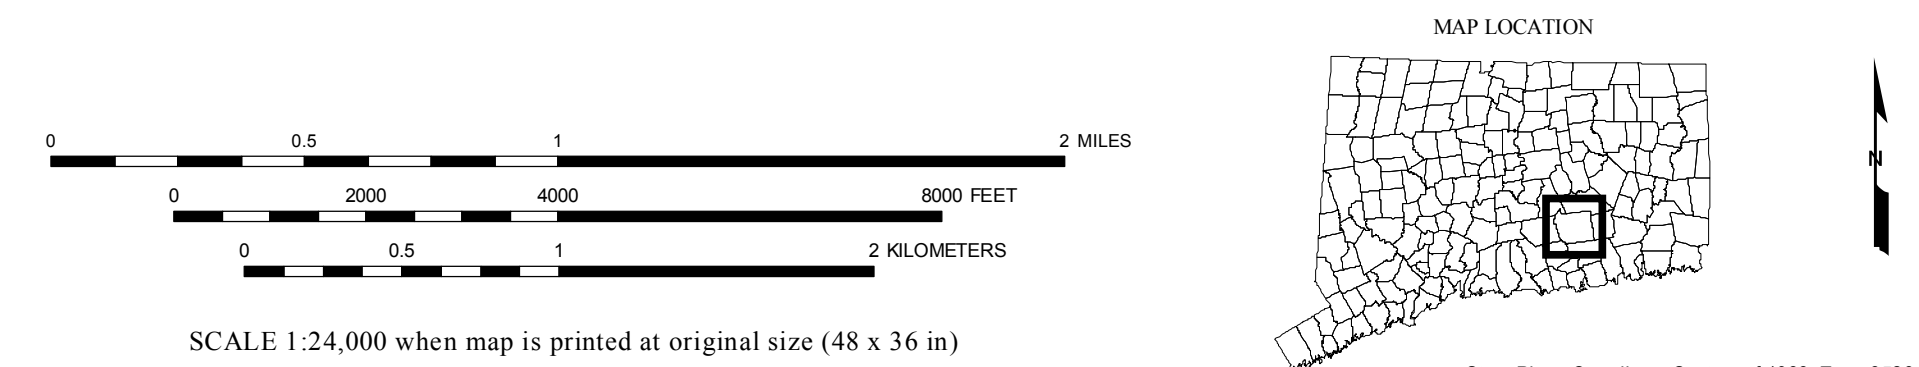 MAP LOCATION
0 0.5 1 2 MILES
0 2000 4000 8000 FEET
0 0.5 1 2 KILOMETERS
N
SCALE 1:24,000 when map is printed at original size (48 x 36 in)